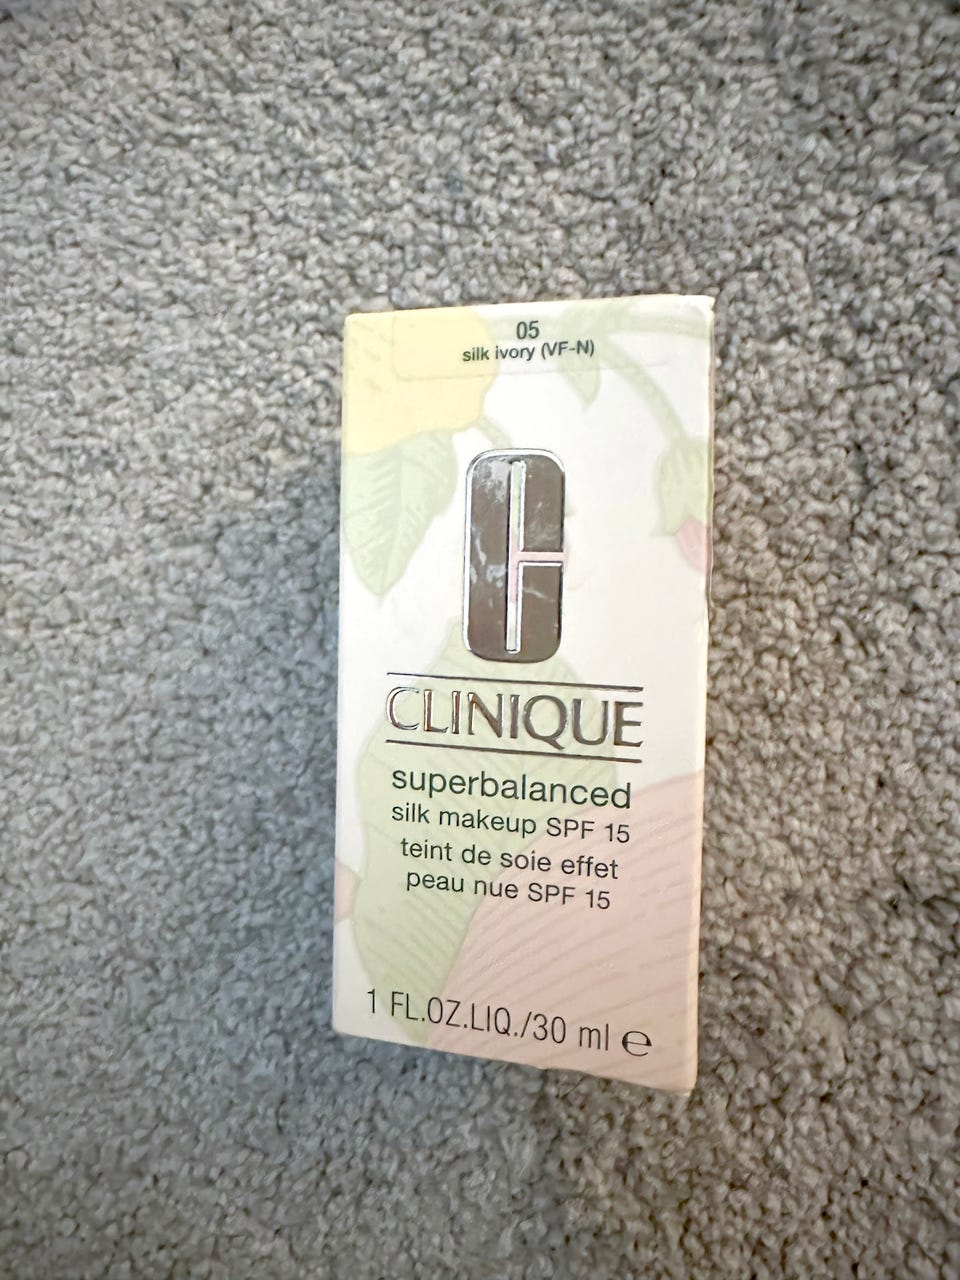 05
silk ivory (VF-N)
CLINIQUE
superbalanced
silk makeup SPF 15
teint de soie effet
peau nue SPF 15
1 FL.OZ.LIQ./30 ml ℮